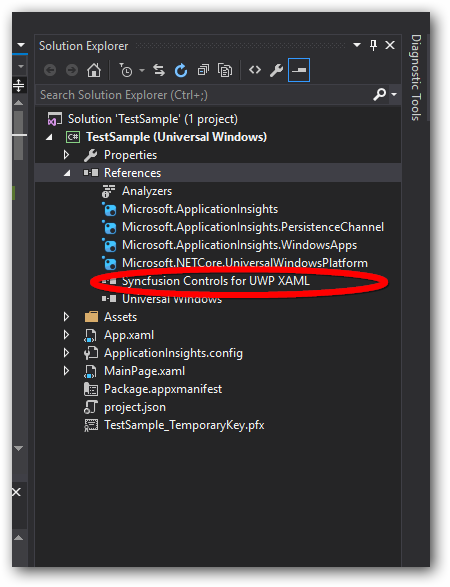 Solution Explorer
Search Solution Explorer (Ctrl+;)
Solution 'TestSample' (1 project)
C# TestSample (Universal Windows)
Properties
References
Analyzers
Microsoft.ApplicationInsights
Microsoft.ApplicationInsights.PersistenceChannel
Microsoft.ApplicationInsights.WindowsApps
Microsoft.NETCore.UniversalWindowsPlatform
Syncfusion Controls for UWP XAML
Universal Windows
Assets
App.xaml
ApplicationInsights.config
MainPage.xaml
Package.appxmanifest
project.json
TestSample_TemporaryKey.pfx
Diagnostic Tools